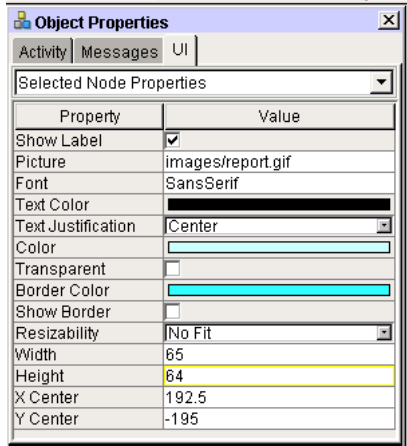 Object Properties
Activity Messages UI
Selected Node Properties
Property Value
Show Label
Picture images/report.gif
Font SansSerif
Text Color
Text Justification Center
Color
Transparent
Border Color
Show Border
Resizability No Fit
Width 65
Height 64
X Center 192.5
Y Center -195